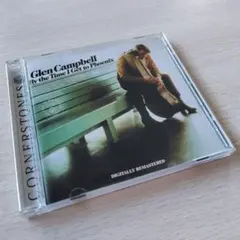 CORNERSTONES
Glen Campbell
By the Time I Get to Phoenix
DIGITALLY REMASTERED